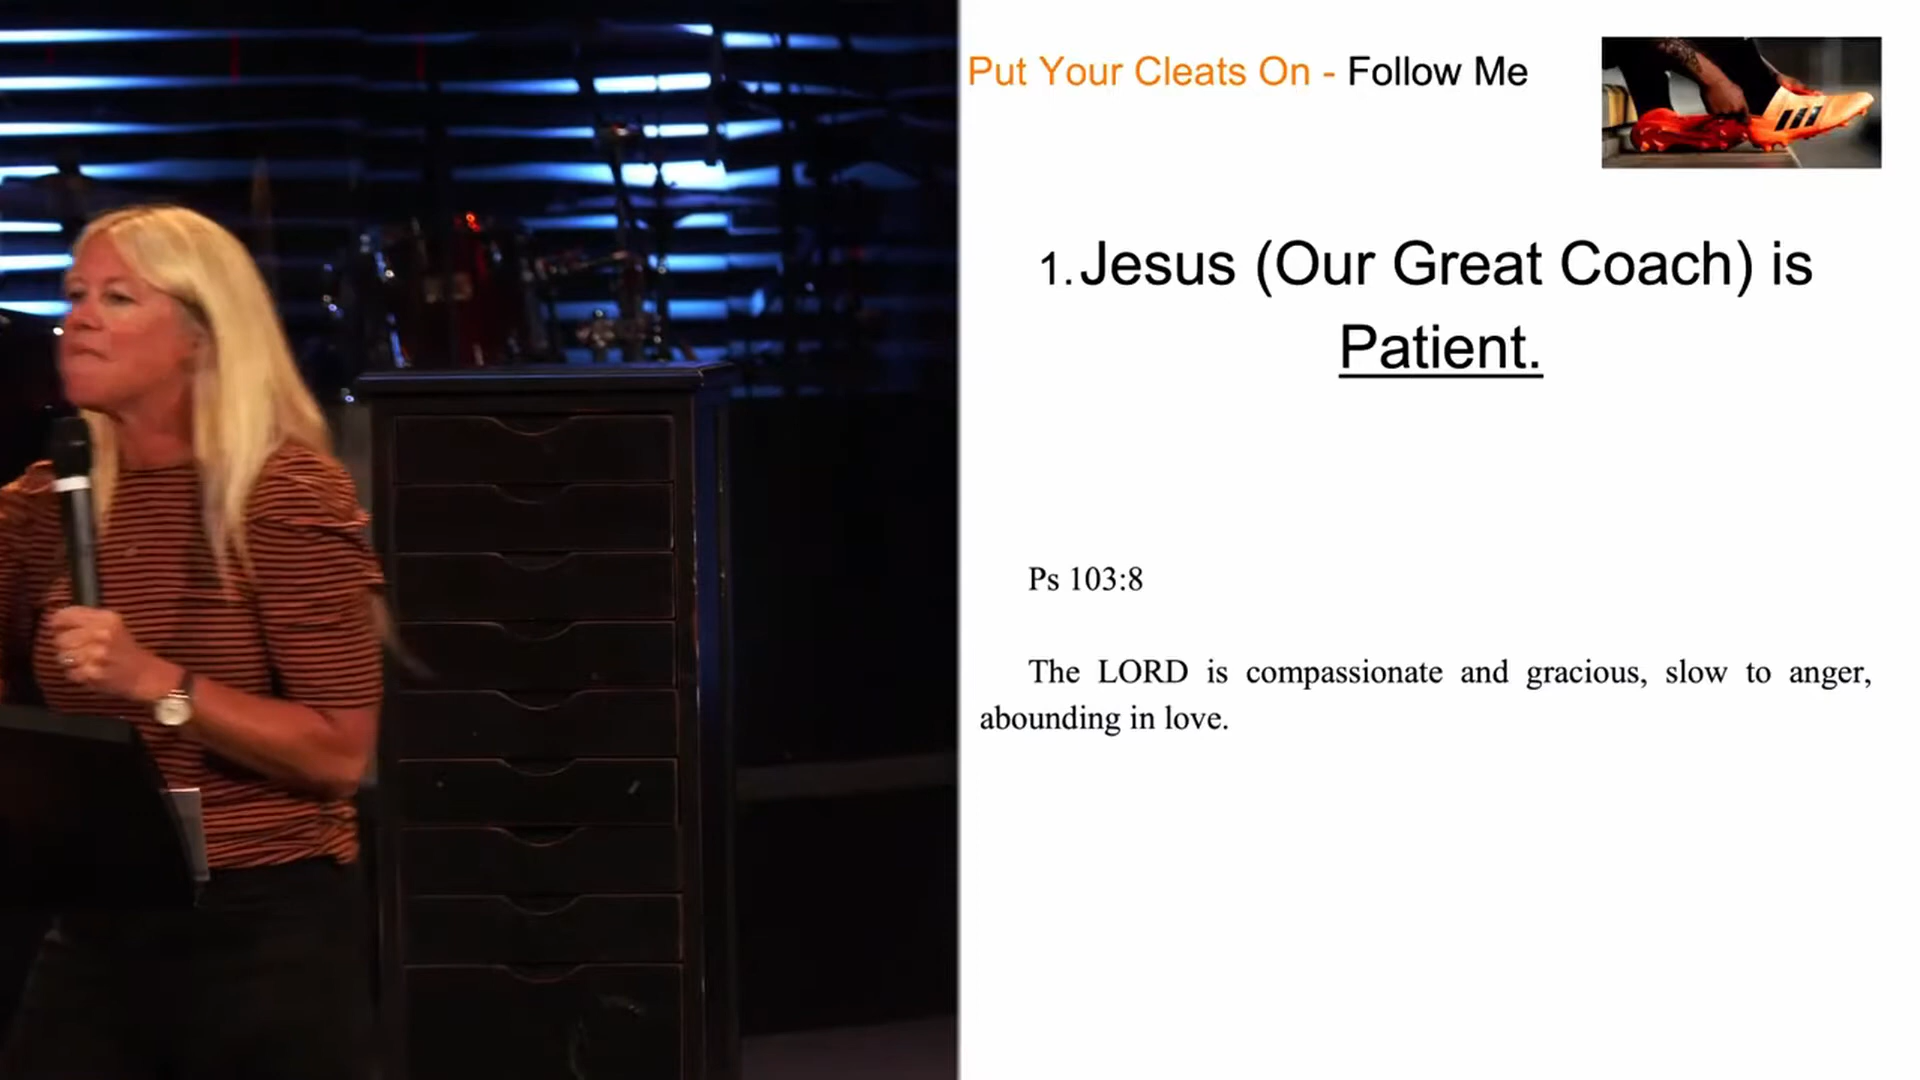 Put Your Cleats On - Follow Me
1. Jesus (Our Great Coach) is
Patient.
Ps 103:8
The LORD is compassionate and gracious, slow to anger,
abounding in love.